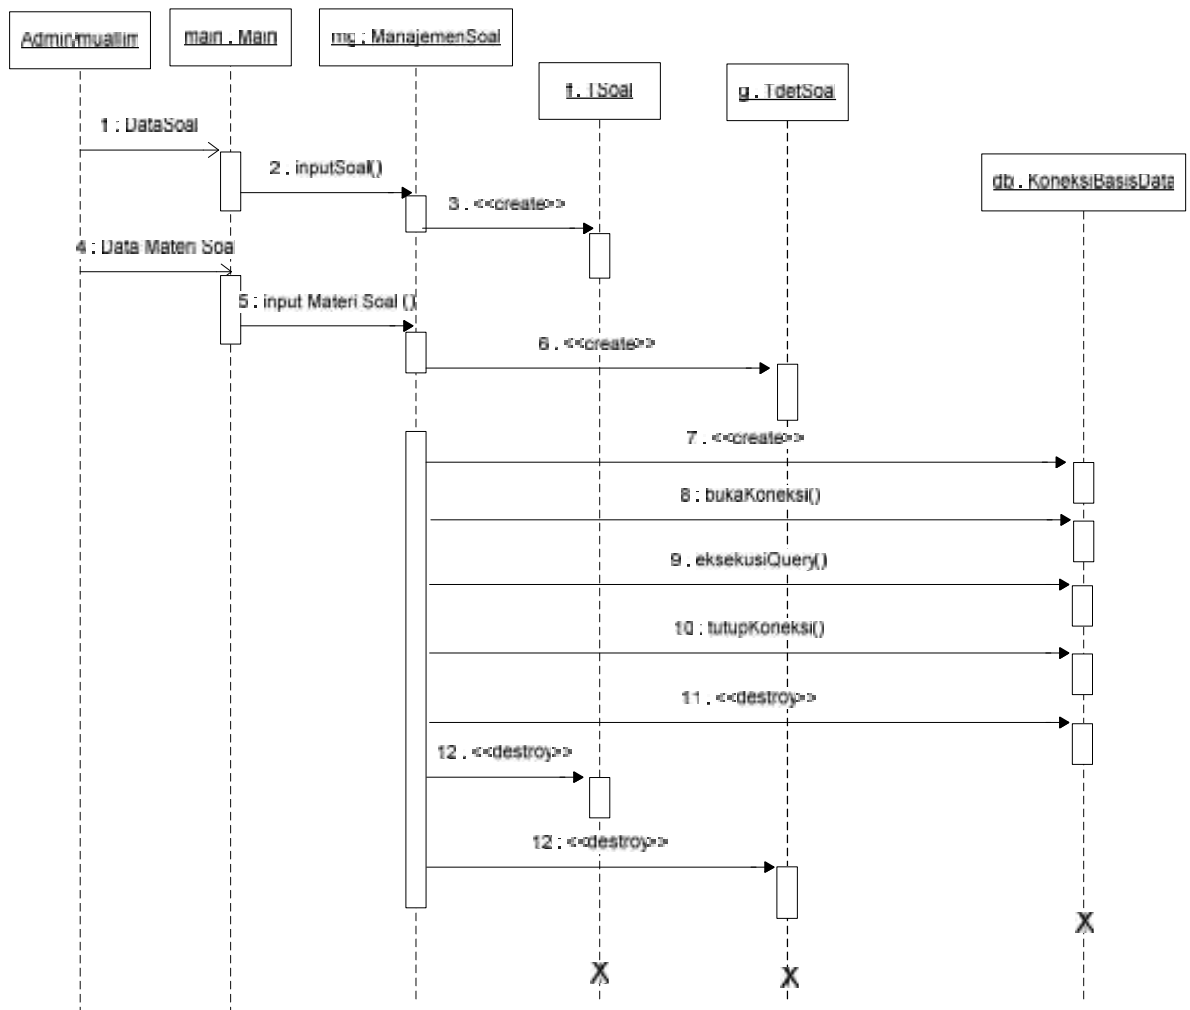 Admin/muallim
main : Main
mg : ManajemenSoal
f : TSoal
g : TdetSoal
db : KoneksiBasisData
1 : DataSoal
2 : inputSoal()
3 : <<create>>
4 : Data Materi Soal
5 : input Materi Soal ()
6 : <<create>>
7 : <<create>>
8 : bukaKoneksi()
9 : eksekusiQuery()
10 : tutupKoneksi()
11 : <<destroy>>
12 : <<destroy>>
12 : <<destroy>>
X
X
X